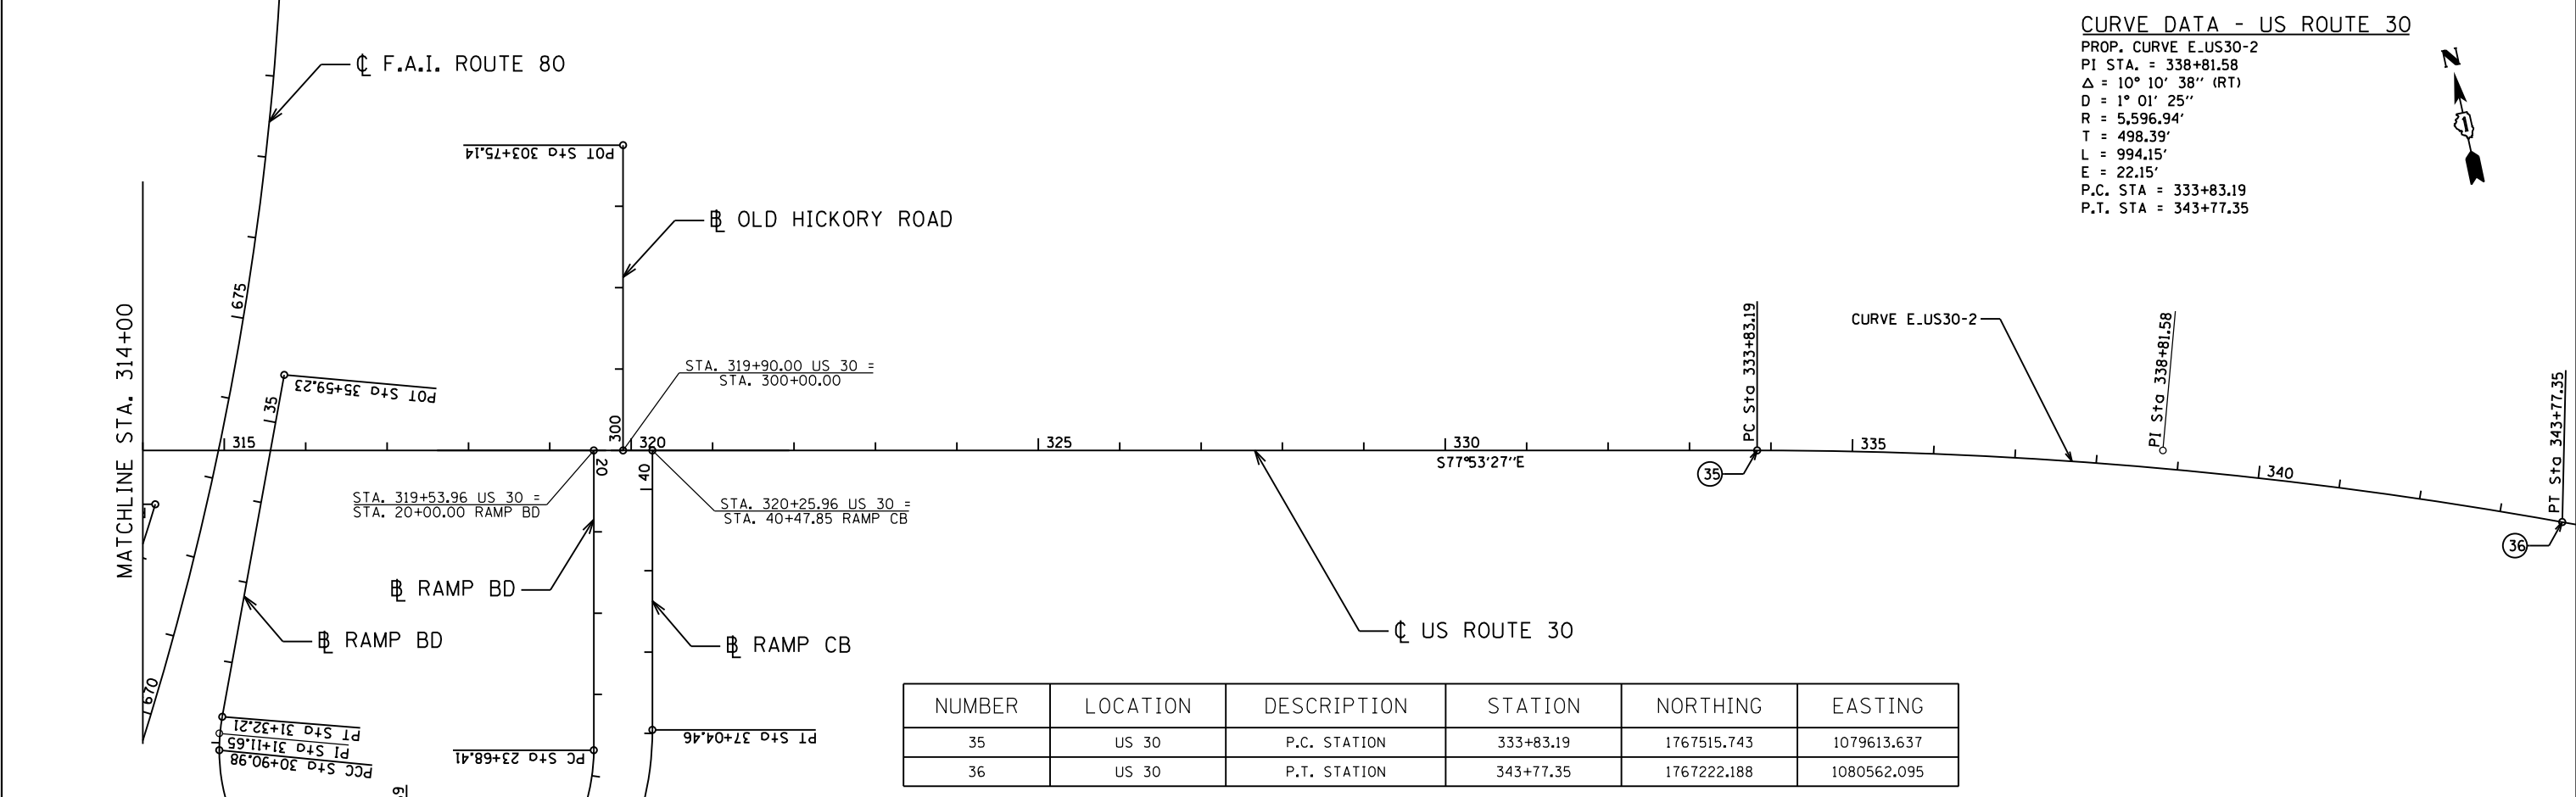 CURVE DATA - US ROUTE 30
PROP. CURVE E_US30-2
PI STA. = 338+81.58
Δ = 10° 10' 38'' (RT)
D = 1° 01' 25''
R = 5,596.94'
T = 498.39'
L = 994.15'
E = 22.15'
P.C. STA = 333+83.19
P.T. STA = 343+77.35
N
1
℄ F.A.I. ROUTE 80
POT Sta 303+75.14
BL OLD HICKORY ROAD
MATCHLINE STA. 314+00
675
35
POT Sta 35+59.23
670
300
STA. 319+90.00 US 30 =
STA. 300+00.00
315
320
325
330
335
340
S77°53'27''E
PC Sta 333+83.19
CURVE E_US30-2
PI Sta 338+81.58
PT Sta 343+77.35
35
36
20
40
STA. 319+53.96 US 30 =
STA. 20+00.00 RAMP BD
STA. 320+25.96 US 30 =
STA. 40+47.85 RAMP CB
BL RAMP BD
BL RAMP BD
BL RAMP CB
℄ US ROUTE 30
PT Sta 31+32.21
PI Sta 31+11.65
PCC Sta 30+90.98
PC Sta 23+68.41
PT Sta 37+04.46
NUMBER LOCATION DESCRIPTION STATION NORTHING EASTING
35 US 30 P.C. STATION 333+83.19 1767515.743 1079613.637
36 US 30 P.T. STATION 343+77.35 1767222.188 1080562.095